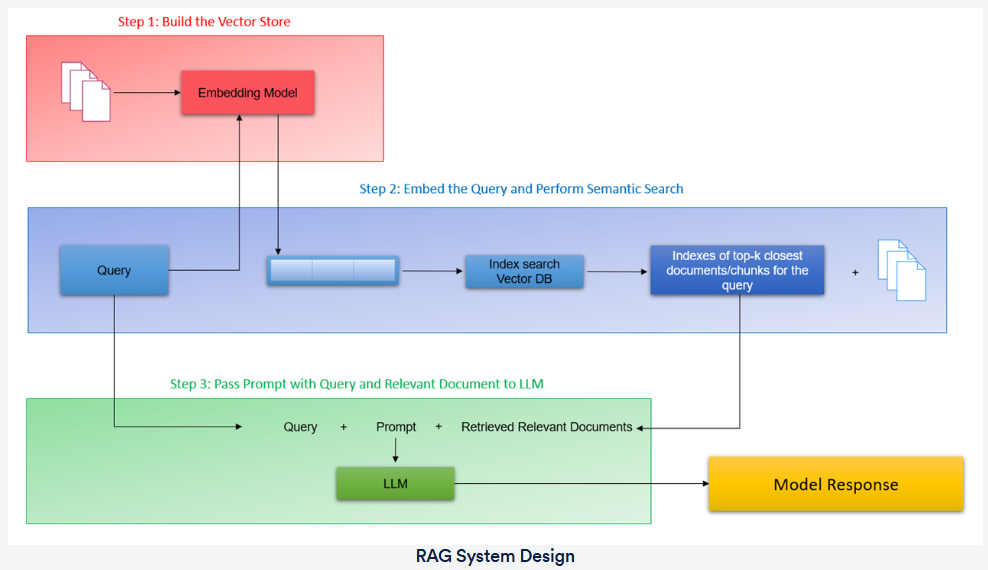 Step 1: Build the Vector Store
Embedding Model
Step 2: Embed the Query and Perform Semantic Search
Query
Index search
Vector DB
Indexes of top-k closest
documents/chunks for the
query
+
Step 3: Pass Prompt with Query and Relevant Document to LLM
Query + Prompt + Retrieved Relevant Documents
LLM
Model Response
RAG System Design